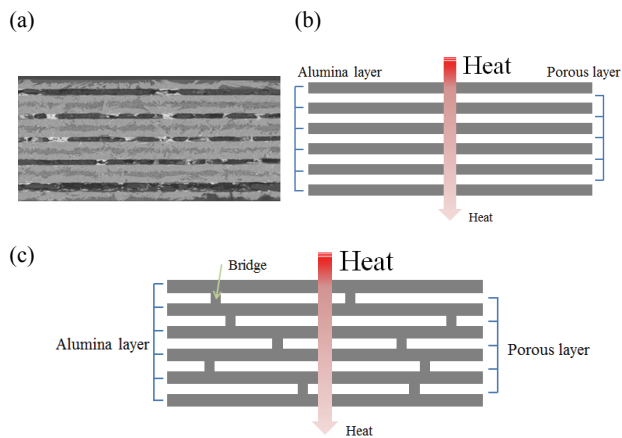 (a)
(b)
Heat
Alumina layer
Porous layer
Heat
(c)
Bridge
Heat
Alumina layer
Porous layer
Heat